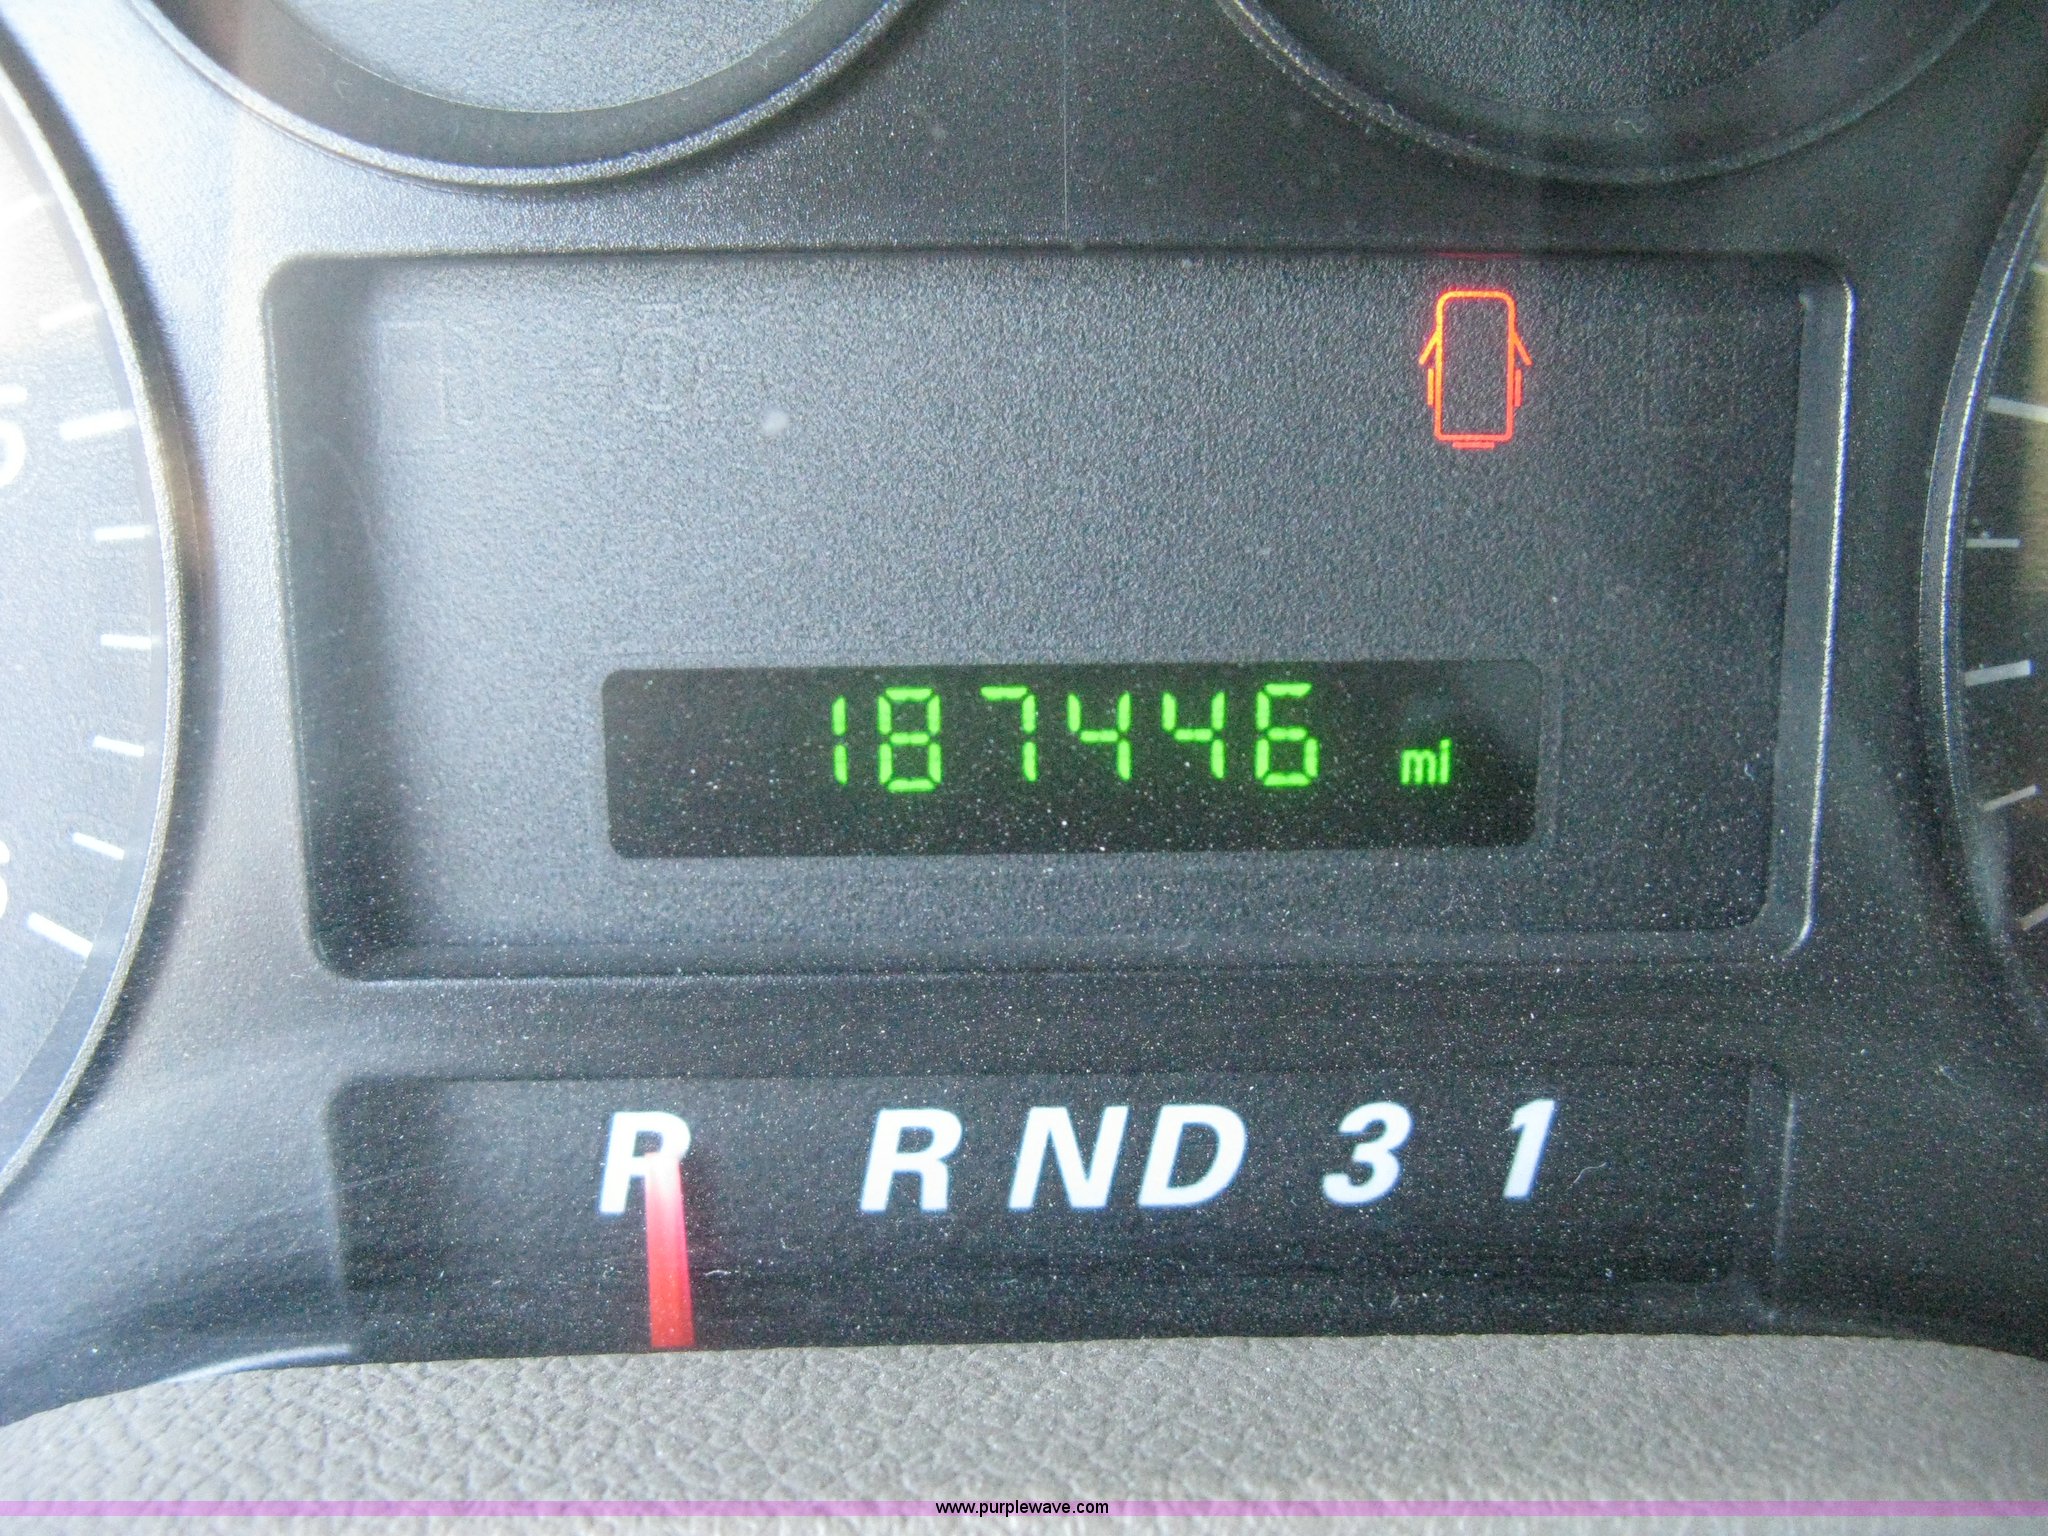 187446 mi
P R N D 3 1
www.purplewave.com